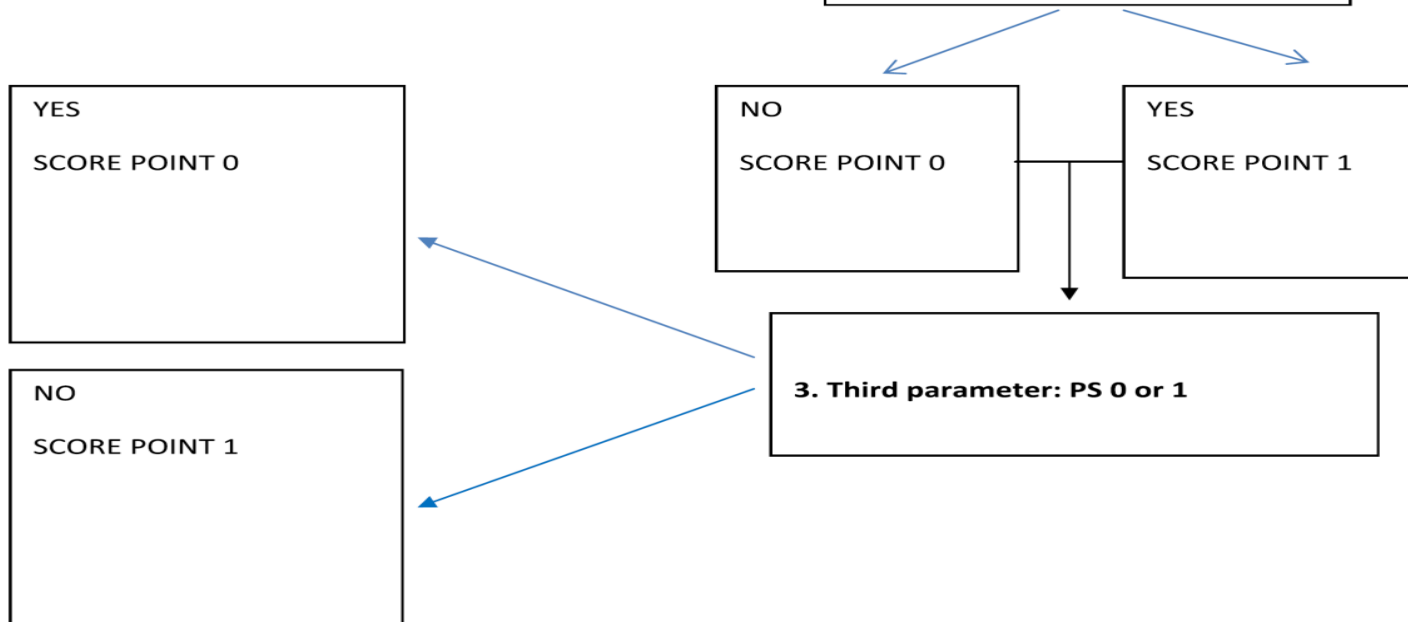 NO
SCORE POINT 0
YES
SCORE POINT 1
3. Third parameter: PS 0 or 1
YES
SCORE POINT 0
NO
SCORE POINT 1